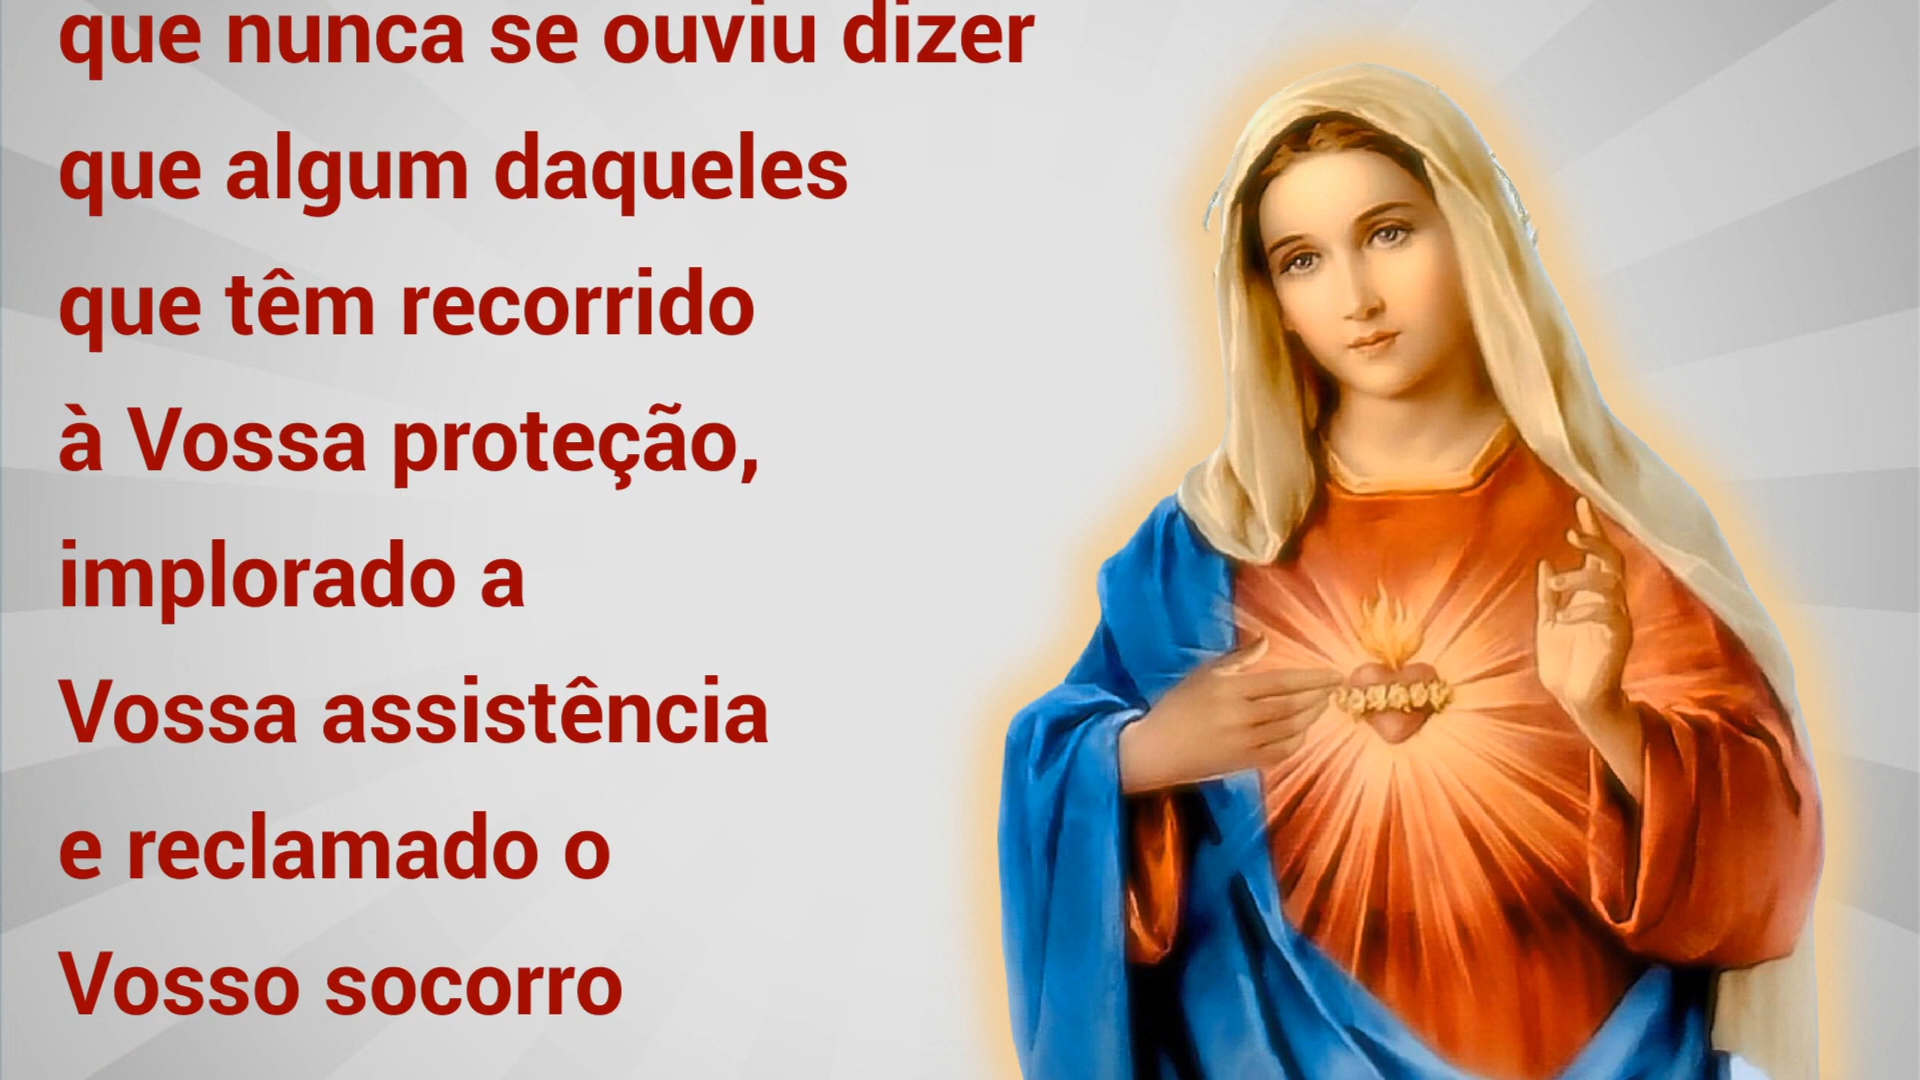 que nunca se ouviu dizer
que algum daqueles
que têm recorrido
à Vossa proteção,
implorado a
Vossa assistência
e reclamado o
Vosso socorro